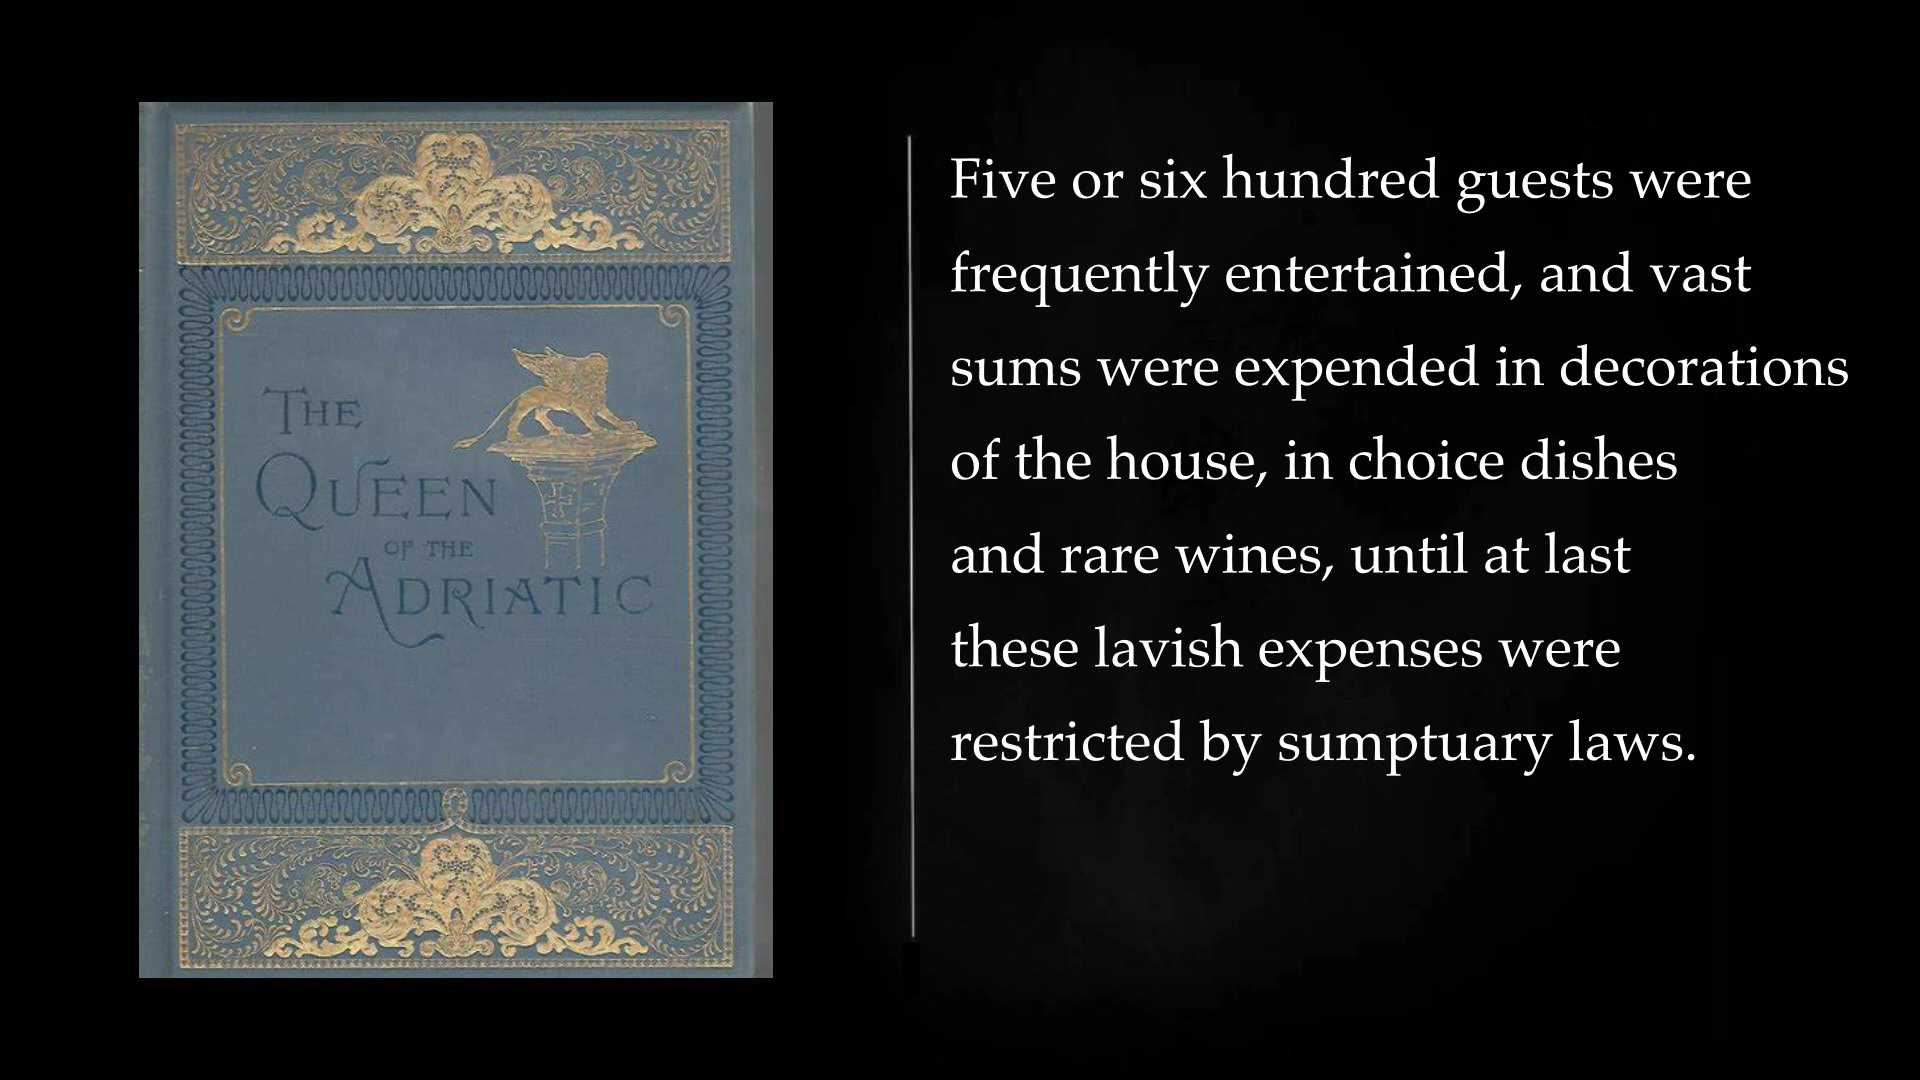 THE
QUEEN
OF THE
ADRIATIC
Five or six hundred guests were
frequently entertained, and vast
sums were expended in decorations
of the house, in choice dishes
and rare wines, until at last
these lavish expenses were
restricted by sumptuary laws.